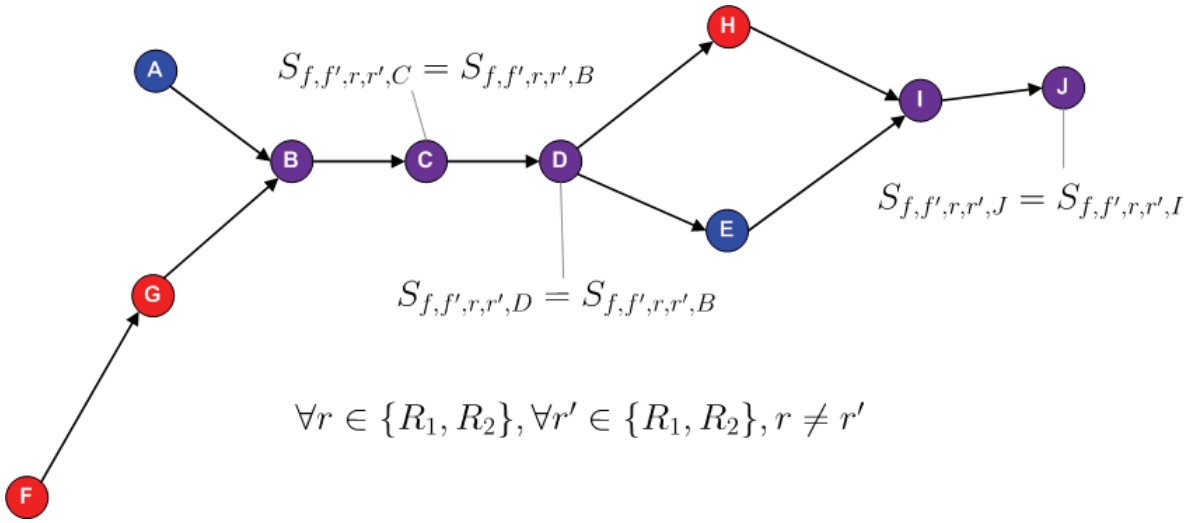 H
A
S_{f,f',r,r',C} = S_{f,f',r,r',B}
J
I
B
C
D
S_{f,f',r,r',J} = S_{f,f',r,r',I}
E
G
S_{f,f',r,r',D} = S_{f,f',r,r',B}
∀r ∈ {R_1, R_2}, ∀r' ∈ {R_1, R_2}, r ≠ r'
F